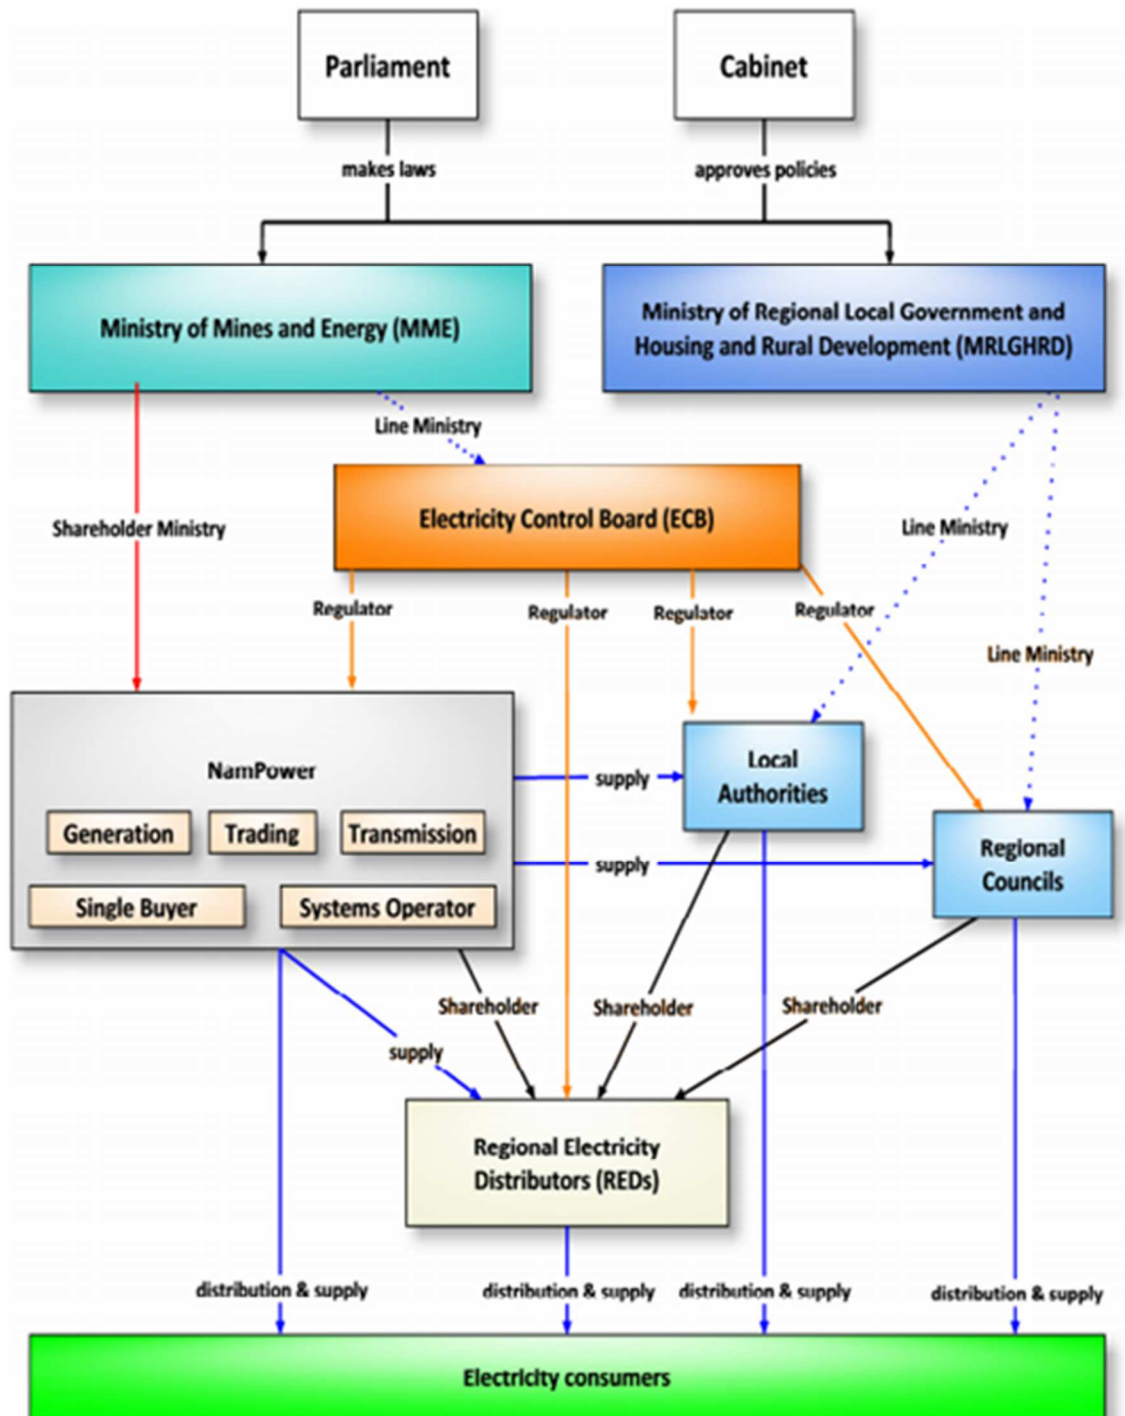 Parliament
Cabinet
makes laws
approves policies
Ministry of Mines and Energy (MME)
Ministry of Regional Local Government and
Housing and Rural Development (MRLGHRD)
Line Ministry
Electricity Control Board (ECB)
Shareholder Ministry
Line Ministry
Regulator
Regulator
Regulator
Regulator
Line Ministry
NamPower
Generation
Trading
Transmission
Single Buyer
Systems Operator
supply
supply
Local
Authorities
Regional
Councils
Shareholder
Shareholder
Shareholder
supply
Regional Electricity
Distributors (REDs)
distribution & supply
distribution & supply
distribution & supply
distribution & supply
Electricity consumers